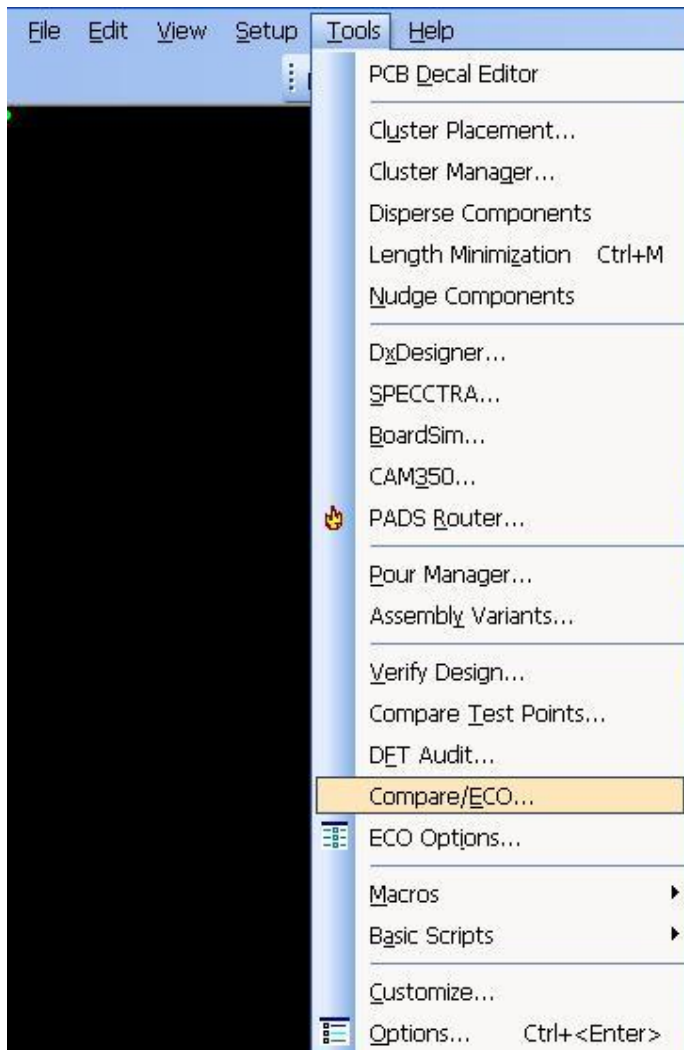 File Edit View Setup Tools Help
PCB Decal Editor
Cluster Placement...
Cluster Manager...
Disperse Components
Length Minimization Ctrl+M
Nudge Components
DxDesigner...
SPECCTRA...
BoardSim...
CAM350...
PADS Router...
Pour Manager...
Assembly Variants...
Verify Design...
Compare Test Points...
DFT Audit...
Compare/ECO...
ECO Options...
Macros
Basic Scripts
Customize...
Options... Ctrl+<Enter>